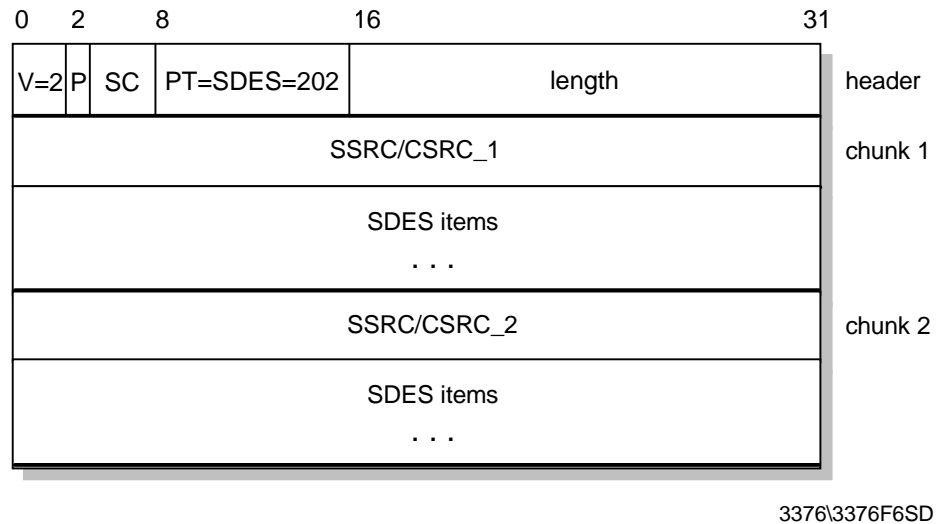 0 2 8 16 31
V=2 P SC PT=SDES=202 length header
SSRC/CSRC_1 chunk 1
SDES items
. . .
SSRC/CSRC_2 chunk 2
SDES items
. . .
3376\3376F6SD